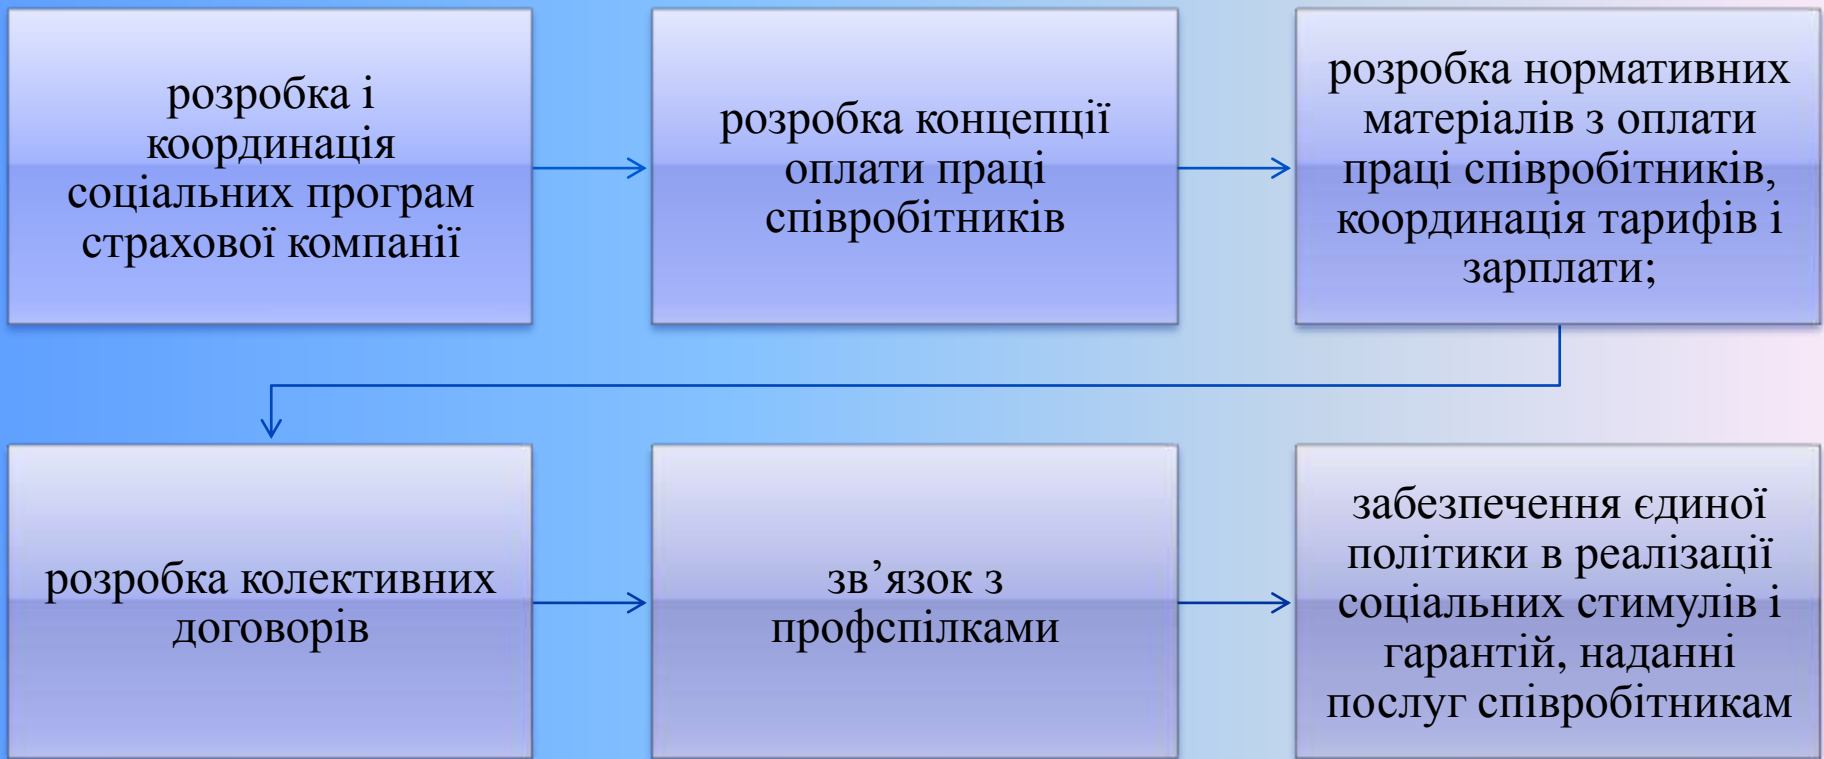 розробка і
координація
соціальних програм
страхової компанії
розробка концепції
оплати праці
співробітників
розробка нормативних
матеріалів з оплати
праці співробітників,
координація тарифів і
зарплати;
розробка колективних
договорів
зв’язок з
профспілками
забезпечення єдиної
політики в реалізації
соціальних стимулів і
гарантій, наданні
послуг співробітникам